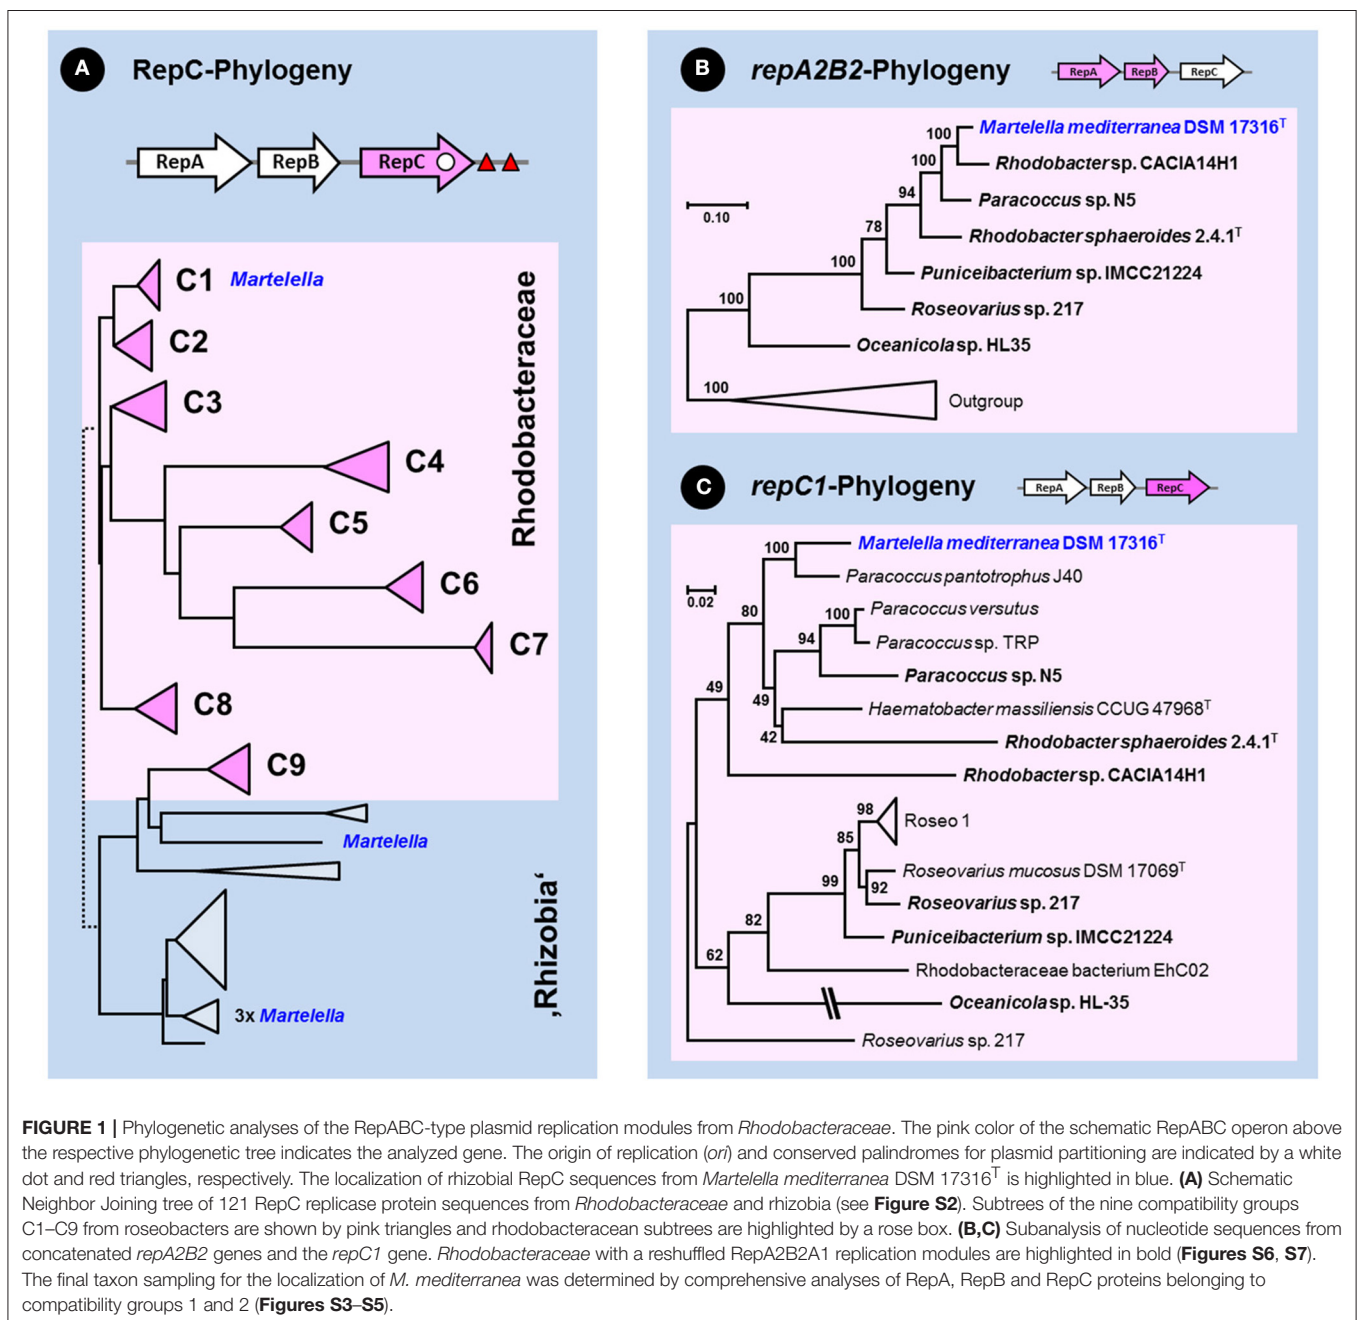 A RepC-Phylogeny
RepA RepB RepC
C1 Martelella
C2
C3
C4
C5
C6
C7
C8
C9
Rhodobacteraceae
Martelella
3x Martelella
‚Rhizobia‘
B repA2B2-Phylogeny
RepA RepB RepC
0.10
100 Martelella mediterranea DSM 17316T
100 Rhodobacter sp. CACIA14H1
94 Paracoccus sp. N5
78 Rhodobacter sphaeroides 2.4.1T
100 Puniceibacterium sp. IMCC21224
100 Roseovarius sp. 217
Oceanicola sp. HL35
100 Outgroup
C repC1-Phylogeny
RepA RepB RepC
0.02
100 Martelella mediterranea DSM 17316T
Paracoccus pantotrophus J40
80 100 Paracoccus versutus
94 Paracoccus sp. TRP
Paracoccus sp. N5
49 49 Haematobacter massiliensis CCUG 47968T
42 Rhodobacter sphaeroides 2.4.1T
Rhodobacter sp. CACIA14H1
98 Roseo 1
85 Roseovarius mucosus DSM 17069T
99 92 Roseovarius sp. 217
82 Puniceibacterium sp. IMCC21224
62 Rhodobacteraceae bacterium EhC02
Oceanicola sp. HL-35
Roseovarius sp. 217
FIGURE 1 | Phylogenetic analyses of the RepABC-type plasmid replication modules from Rhodobacteraceae. The pink color of the schematic RepABC operon above
the respective phylogenetic tree indicates the analyzed gene. The origin of replication (ori) and conserved palindromes for plasmid partitioning are indicated by a white
dot and red triangles, respectively. The localization of rhizobial RepC sequences from Martelella mediterranea DSM 17316T is highlighted in blue. (A) Schematic
Neighbor Joining tree of 121 RepC replicase protein sequences from Rhodobacteraceae and rhizobia (see Figure S2). Subtrees of the nine compatibility groups
C1–C9 from roseobacters are shown by pink triangles and rhodobacteracean subtrees are highlighted by a rose box. (B,C) Subanalysis of nucleotide sequences from
concatenated repA2B2 genes and the repC1 gene. Rhodobacteraceae with a reshuffled RepA2B2A1 replication modules are highlighted in bold (Figures S6, S7).
The final taxon sampling for the localization of M. mediterranea was determined by comprehensive analyses of RepA, RepB and RepC proteins belonging to
compatibility groups 1 and 2 (Figures S3–S5).